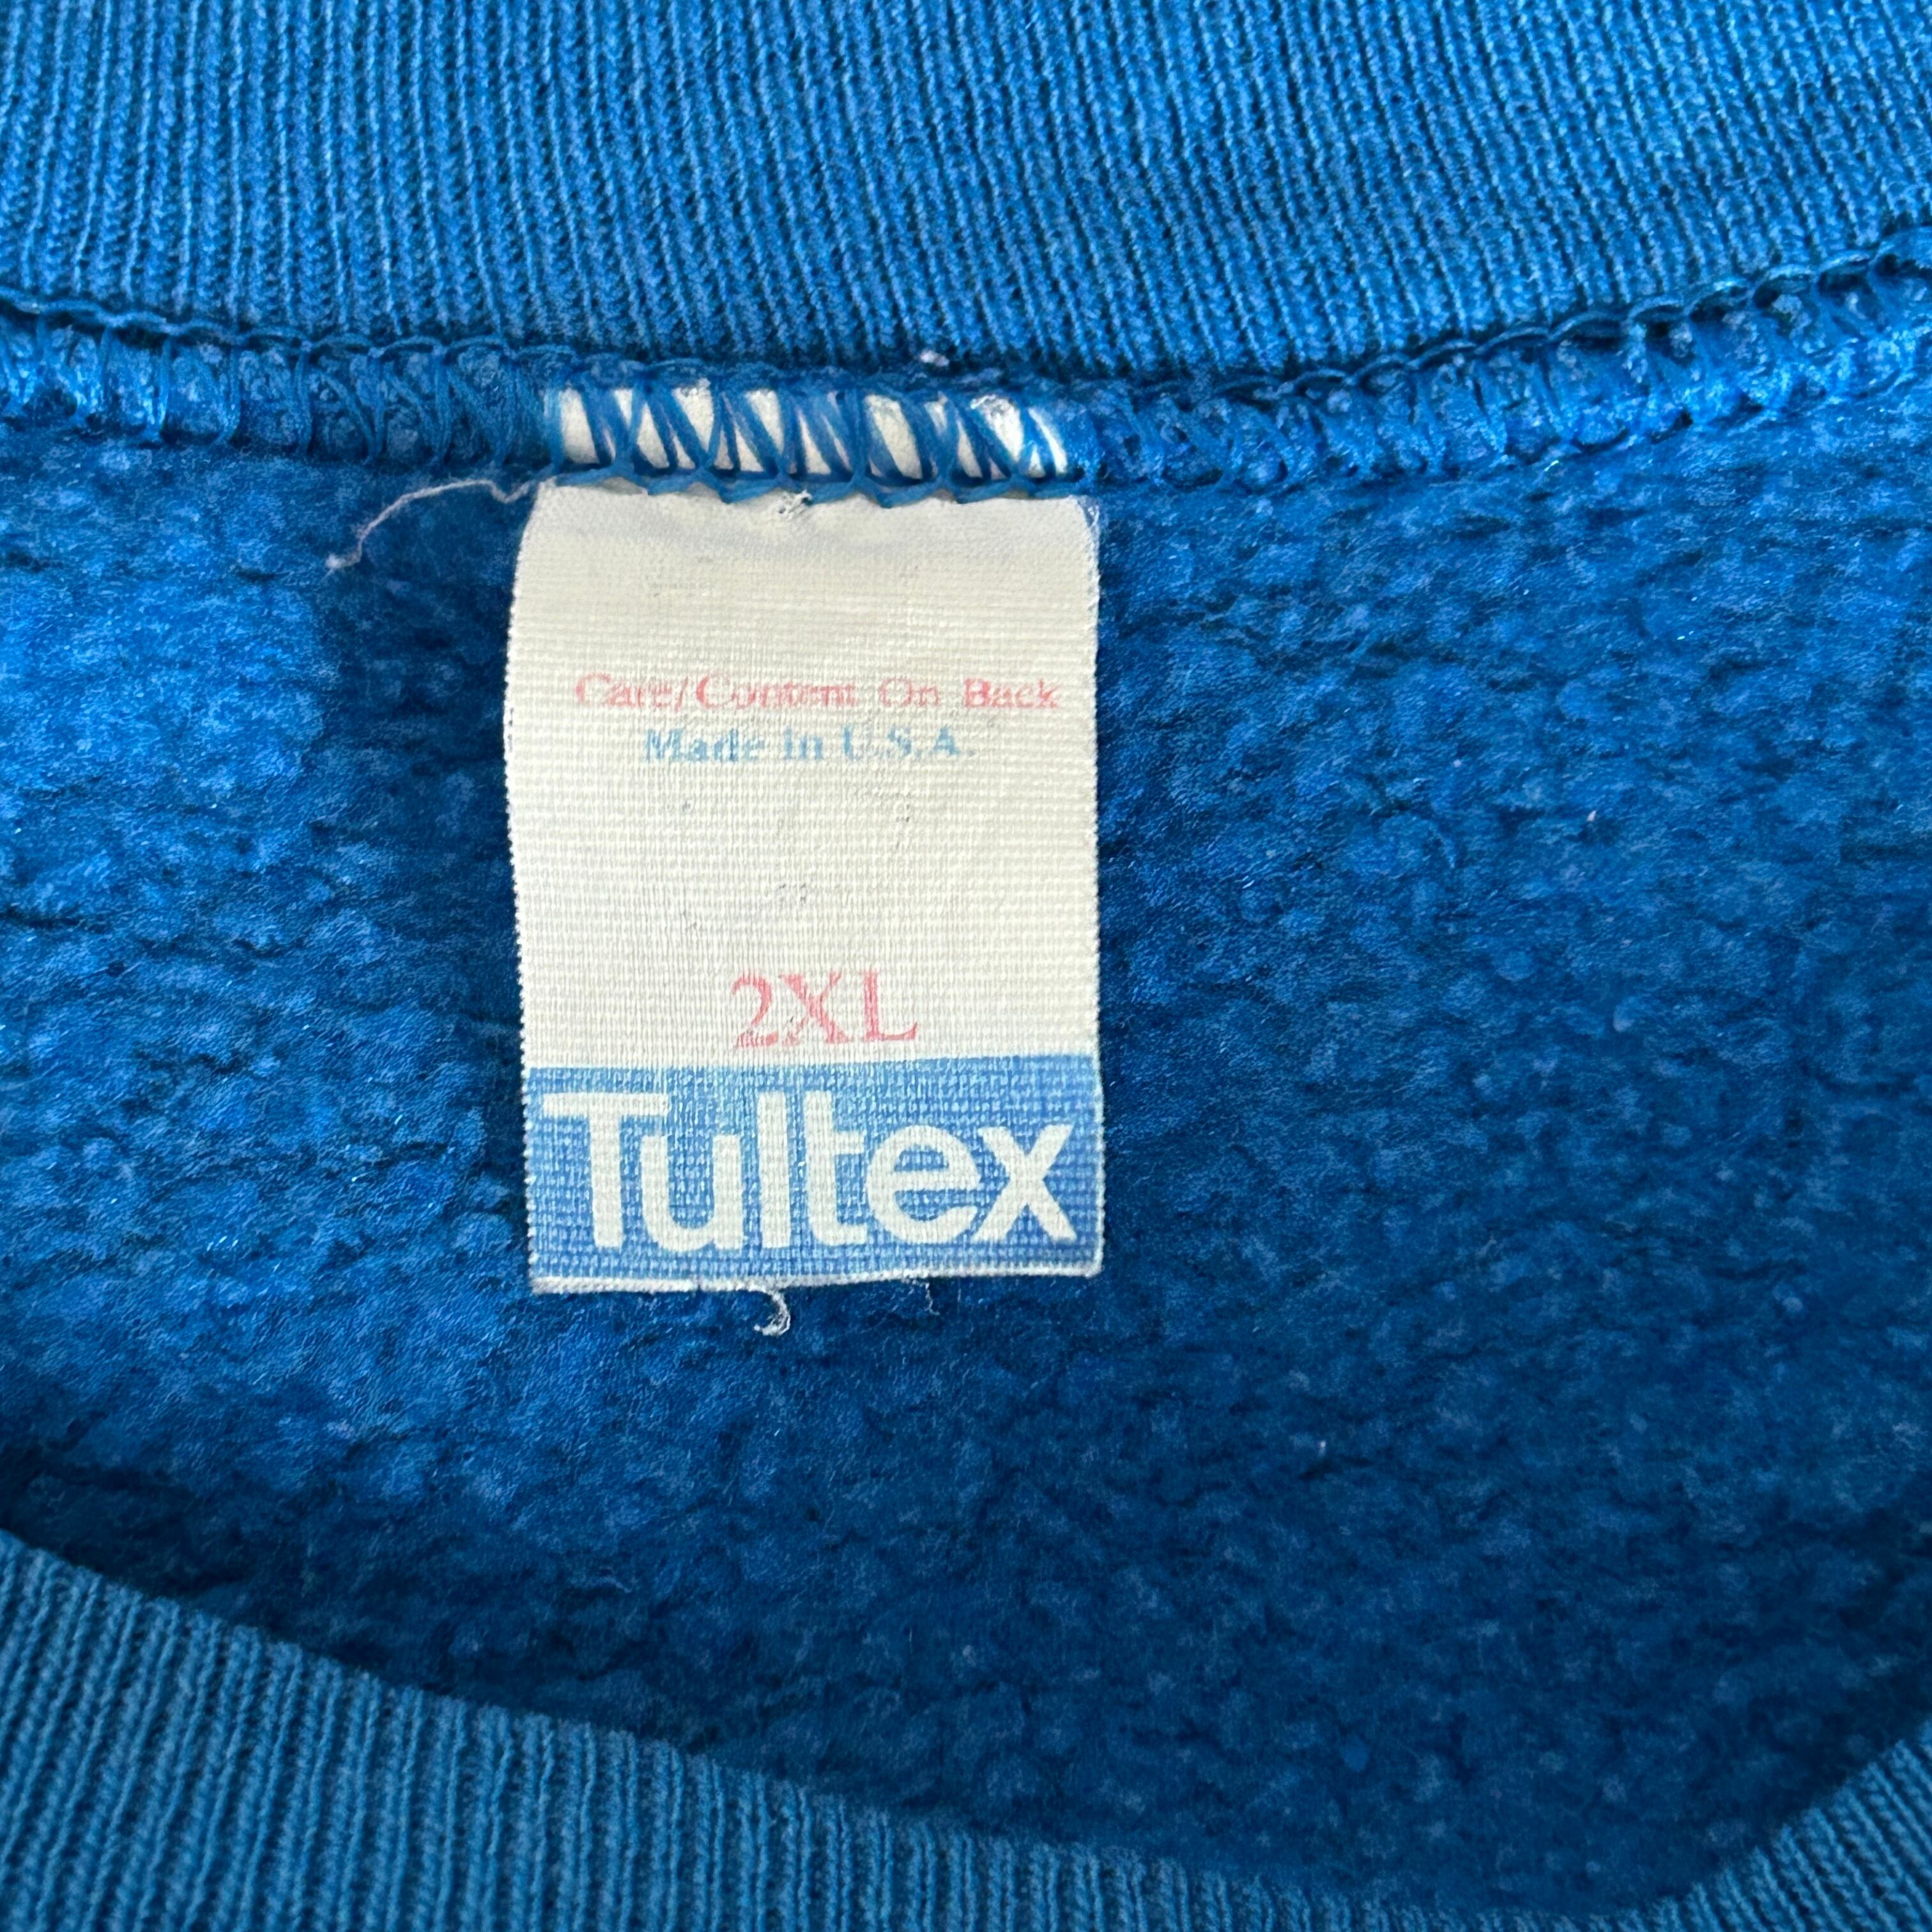 Care/Content On Back
Made in U.S.A.
2XL
Tultex